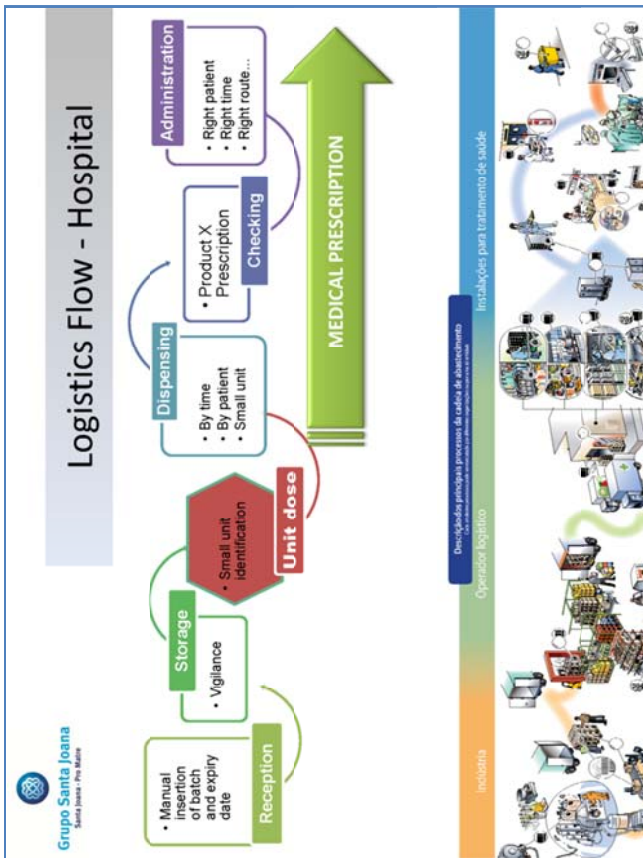 Grupo Santa Joana
Santa Joana - Pro Matre
Logistics Flow - Hospital
• Manual
insertion
of batch
and expiry
date
Reception
Storage
• Vigilance
• Small unit
identification
Unit dose
Dispensing
• By time
• By patient
• Small unit
• Product X
Prescription
Checking
Administration
• Right patient
• Right time
• Right route...
MEDICAL PRESCRIPTION
Descrição dos principais processos da cadeia de abastecimento
Indústria
Operador logístico
Instalações para tratamento de saúde